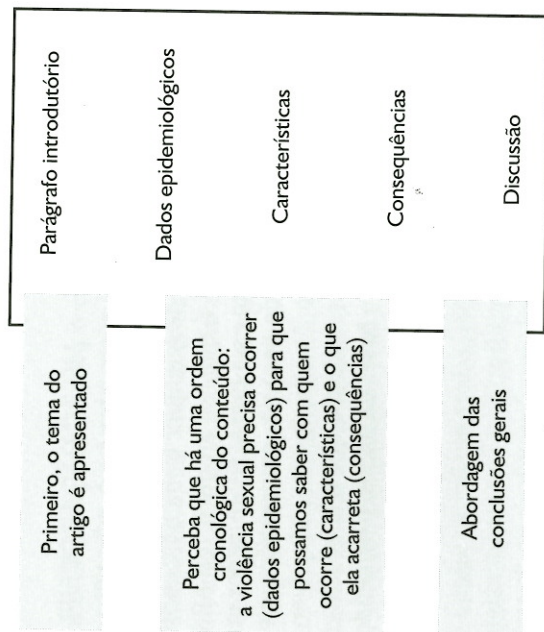 Primeiro, o tema do
artigo é apresentado
Parágrafo introdutório
Perceba que há uma ordem
cronológica do conteúdo:
a violência sexual precisa ocorrer
(dados epidemiológicos) para que
possamos saber com quem
ocorre (características) e o que
ela acarreta (consequências)
Dados epidemiológicos
Características
Consequências
Abordagem das
conclusões gerais
Discussão